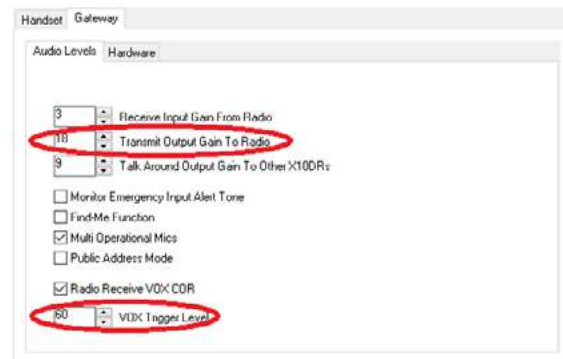 Handset Gateway
Audio Levels Hardware
3 Receive Input Gain From Radio
18 Transmit Output Gain To Radio
9 Talk Around Output Gain To Other X10DRs
Monitor Emergency Input Alert Tone
Find-Me Function
Multi Operational Mics
Public Address Mode
Radio Receive VOX COR
60 VOX Trigger Level